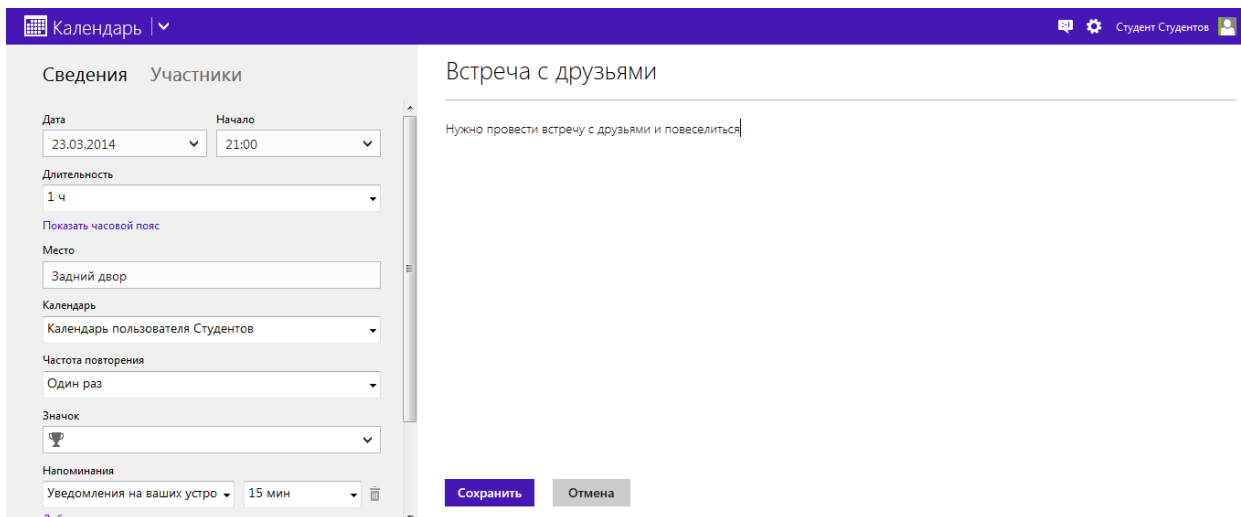 Календарь
Студент Студентов
Сведения Участники
Дата Начало
23.03.2014 21:00
Длительность
1 ч
Показать часовой пояс
Место
Задний двор
Календарь
Календарь пользователя Студентов
Частота повторения
Один раз
Значок
Напоминания
Уведомления на ваших устро 15 мин
Встреча с друзьями
Нужно провести встречу с друзьями и повеселиться
Сохранить Отмена